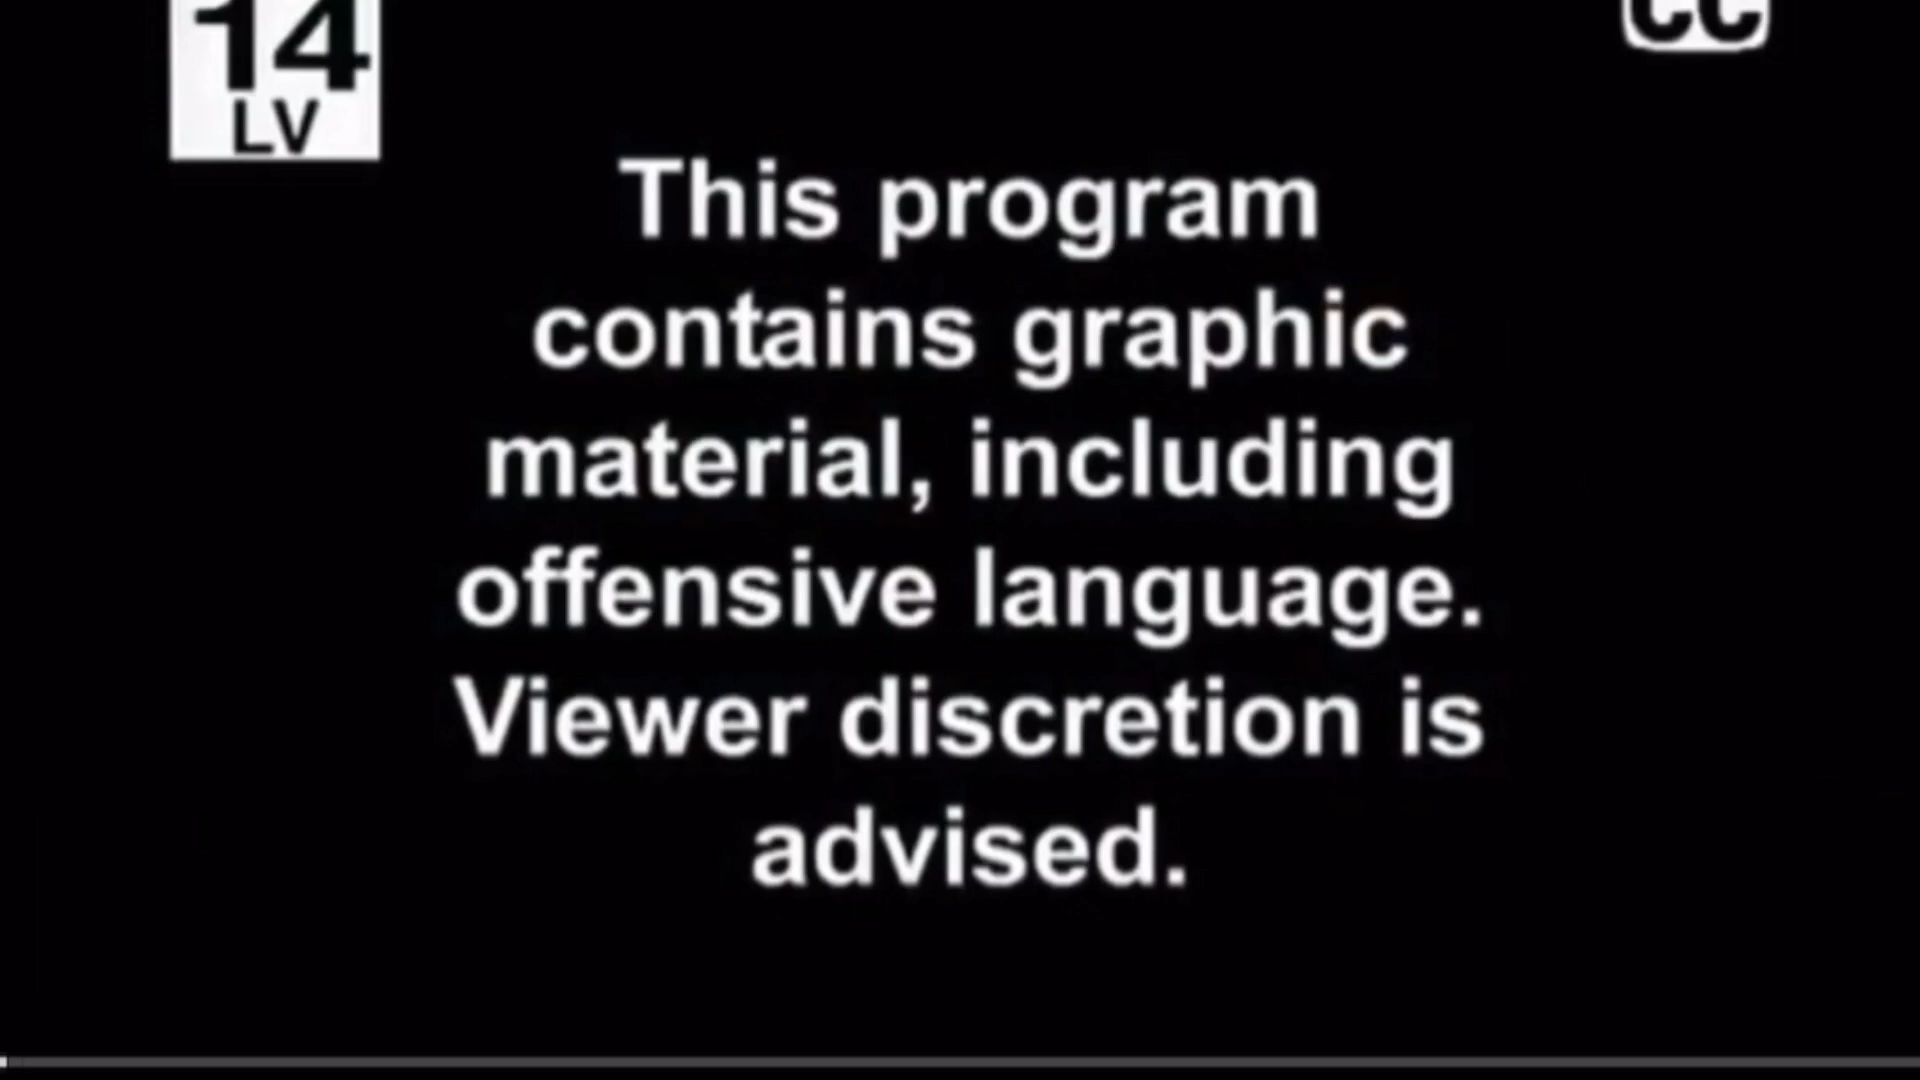 14
LV
CC
This program
contains graphic
material, including
offensive language.
Viewer discretion is
advised.